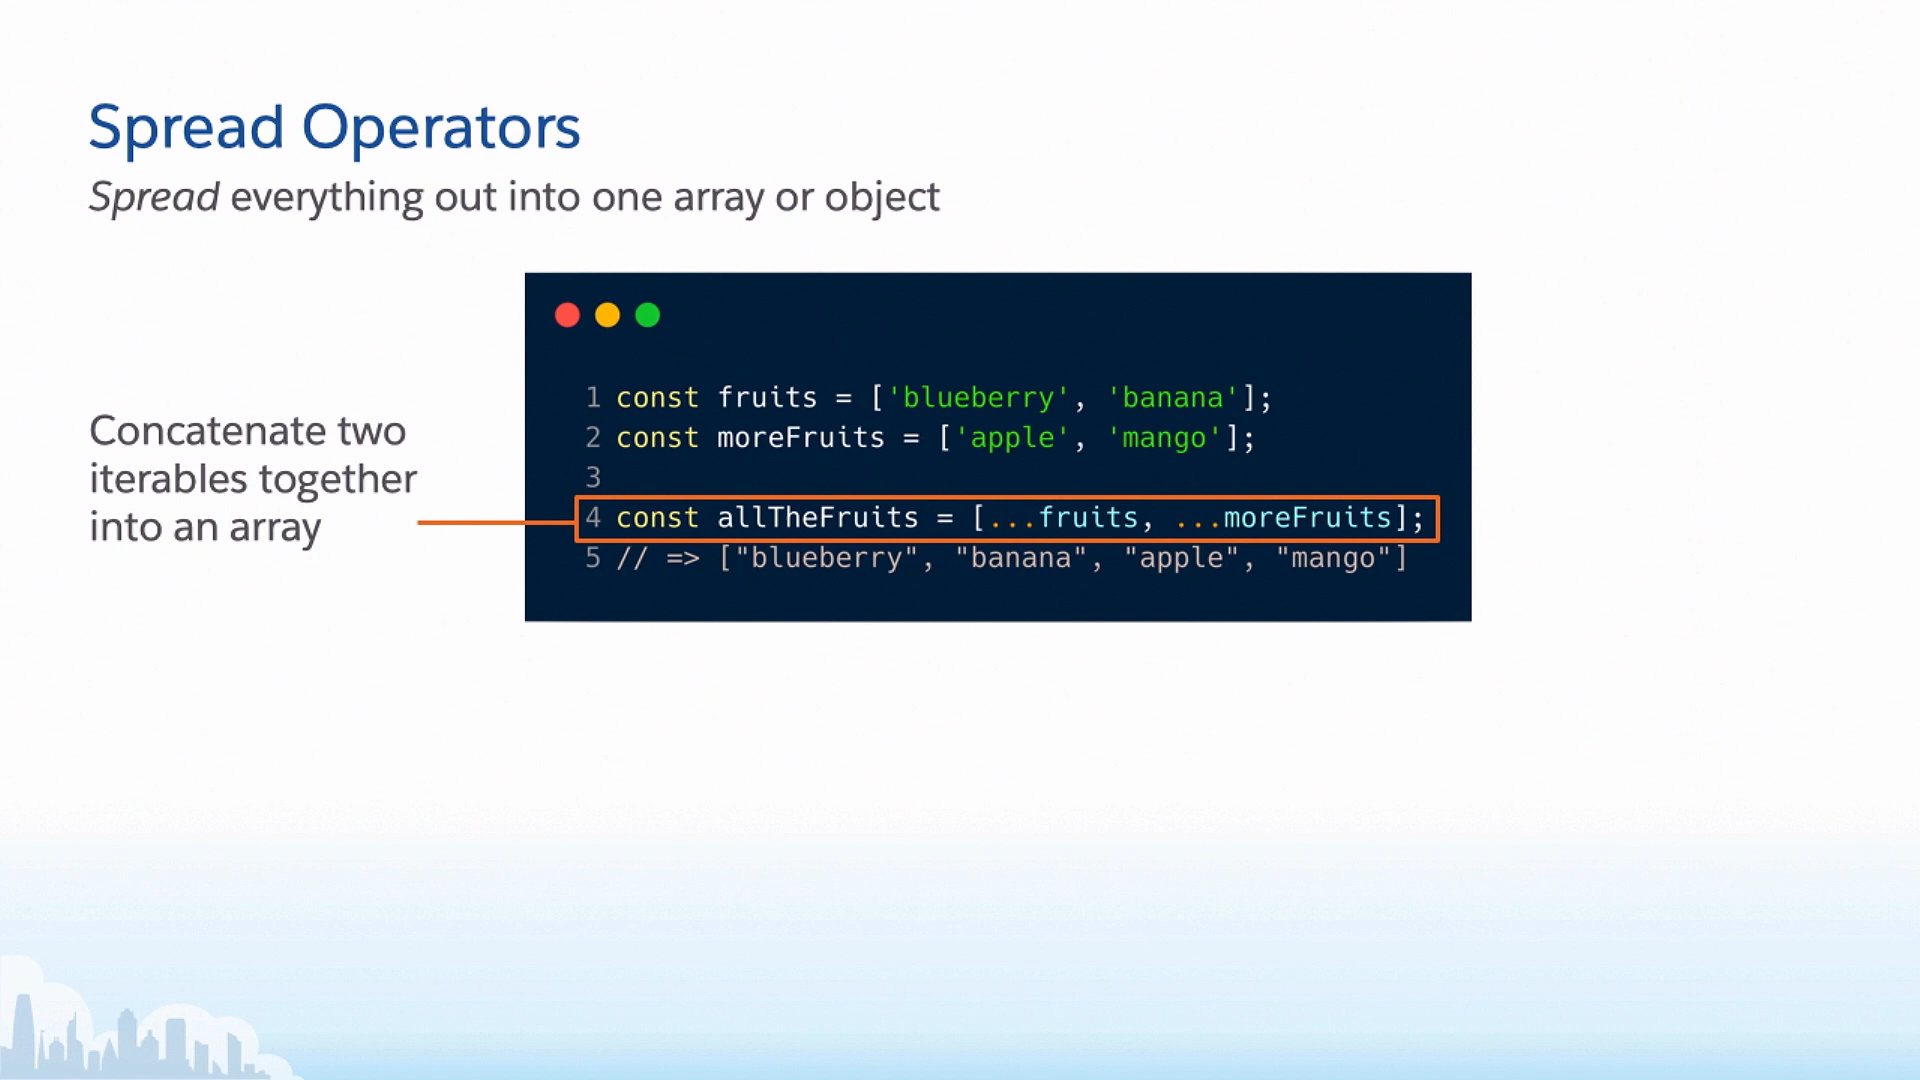 Spread Operators
Spread everything out into one array or object
Concatenate two
iterables together
into an array
1 const fruits = ['blueberry', 'banana'];
2 const moreFruits = ['apple', 'mango'];
3
4 const allTheFruits = [...fruits, ...moreFruits];
5 // => ["blueberry", "banana", "apple", "mango"]